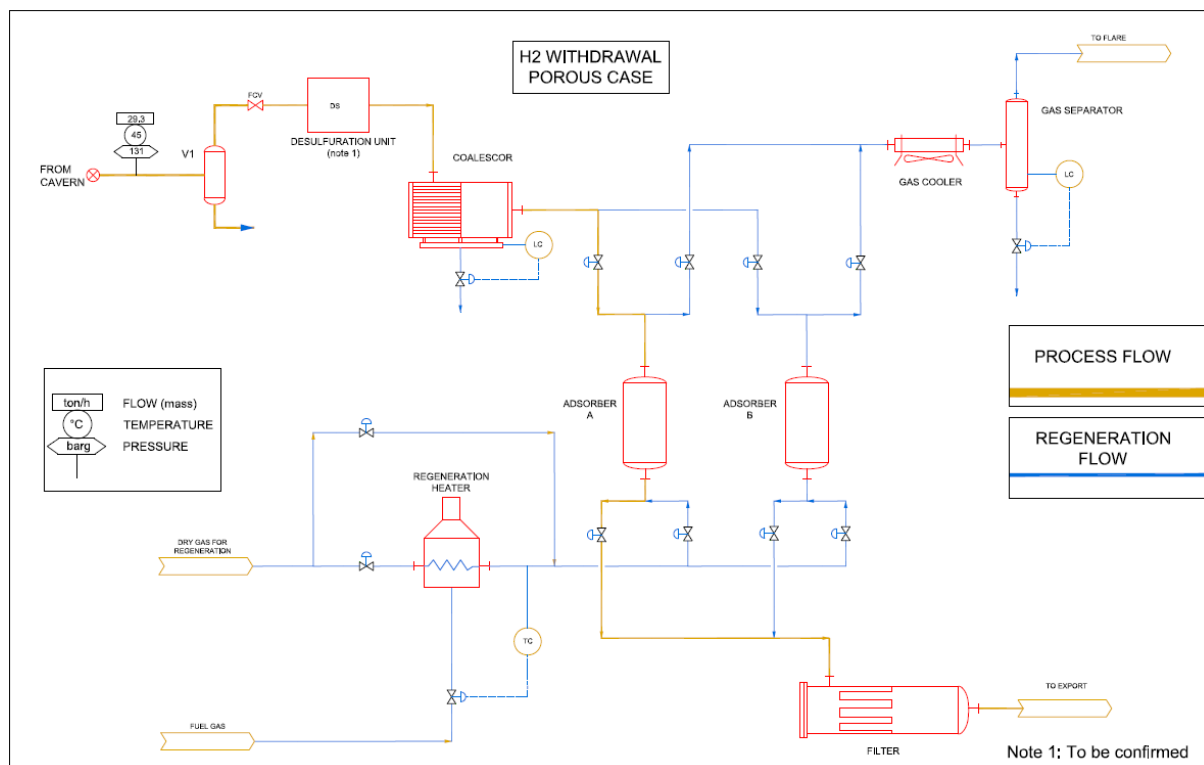 H2 WITHDRAWAL
POROUS CASE
TO FLARE
GAS SEPARATOR
FCV
DS
DESULFURATION UNIT
(note 1)
29,3
45
131
V1
FROM
CAVERN
COALESCOR
LC
GAS COOLER
LC
PROCESS FLOW
REGENERATION
FLOW
ton/h
FLOW (mass)
°C
TEMPERATURE
barg
PRESSURE
ADSORBER
A
ADSORBER
B
REGENERATION
HEATER
DRY GAS FOR
REGENERATION
TC
FUEL GAS
FILTER
TO EXPORT
Note 1; To be confirmed